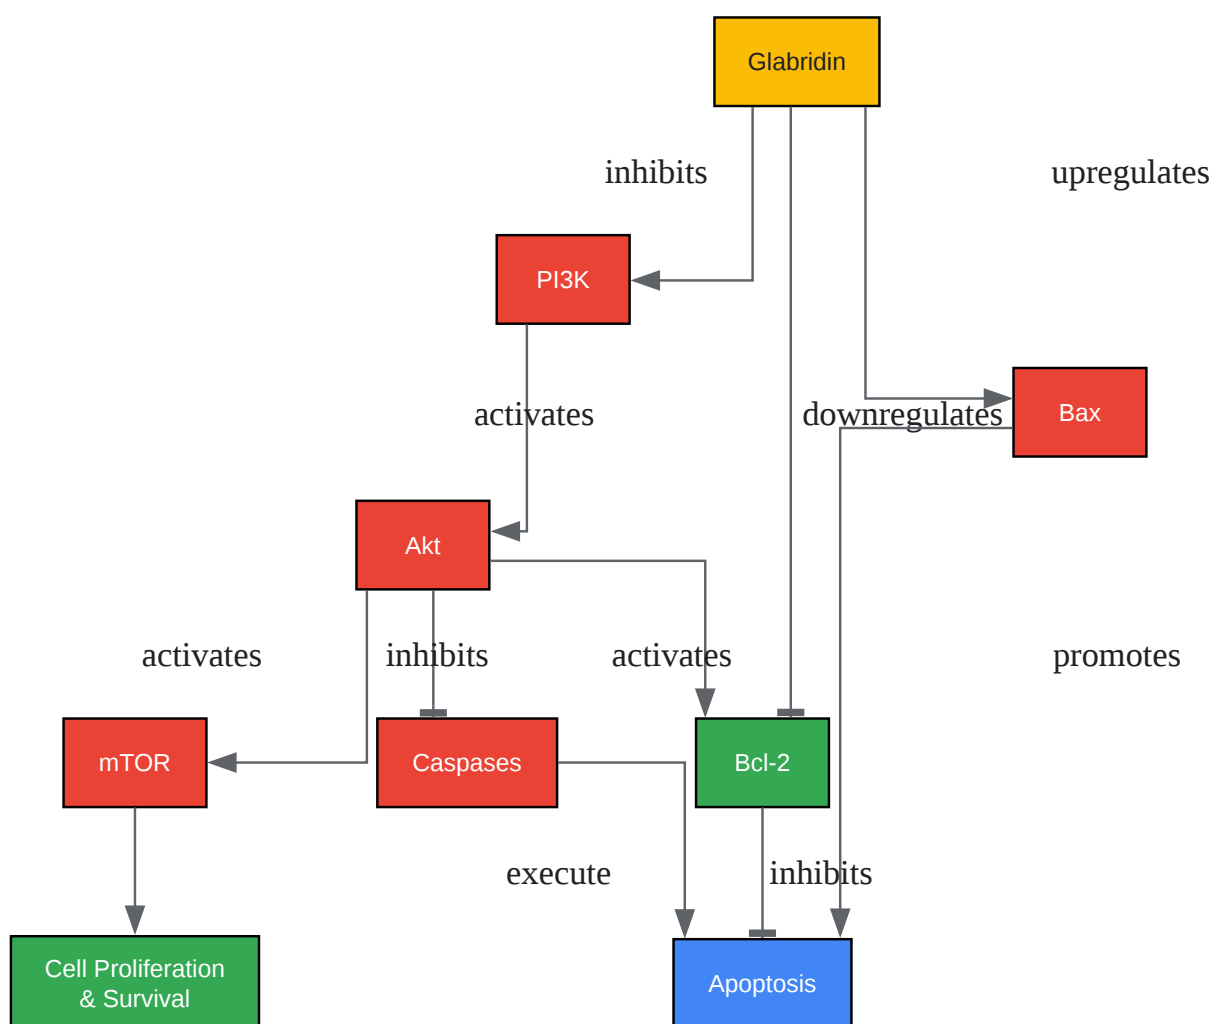 Glabridin
inhibits
upregulates
PI3K
activates
downregulates
Bax
Akt
activates
inhibits
activates
promotes
mTOR
Caspases
Bcl-2
execute
inhibits
Cell Proliferation
& Survival
Apoptosis